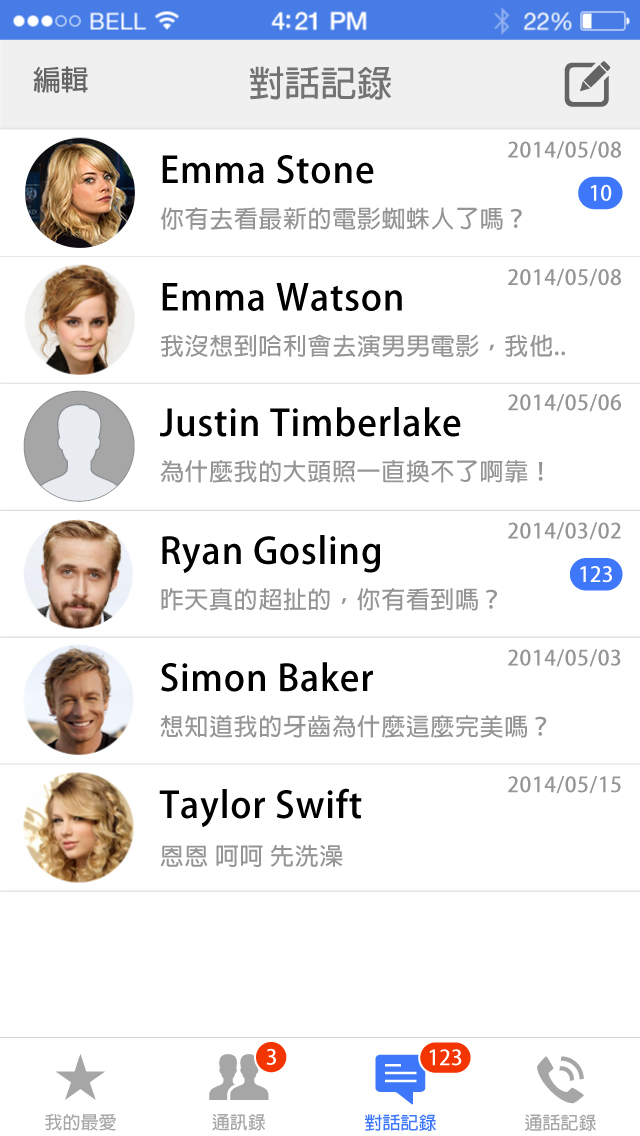 BELL 4:21 PM 22%
編輯 對話記錄
Emma Stone 2014/05/08
10
你有去看最新的電影蜘蛛人了嗎？
Emma Watson 2014/05/08
我沒想到哈利會去演男男電影，我他..
Justin Timberlake 2014/05/06
為什麼我的大頭照一直換不了啊靠！
Ryan Gosling 2014/03/02
123
昨天真的超扯的，你有看到嗎？
Simon Baker 2014/05/03
想知道我的牙齒為什麼這麼完美嗎？
Taylor Swift 2014/05/15
恩恩 呵呵 先洗澡
3 123
我的最愛 通訊錄 對話記錄 通話記錄